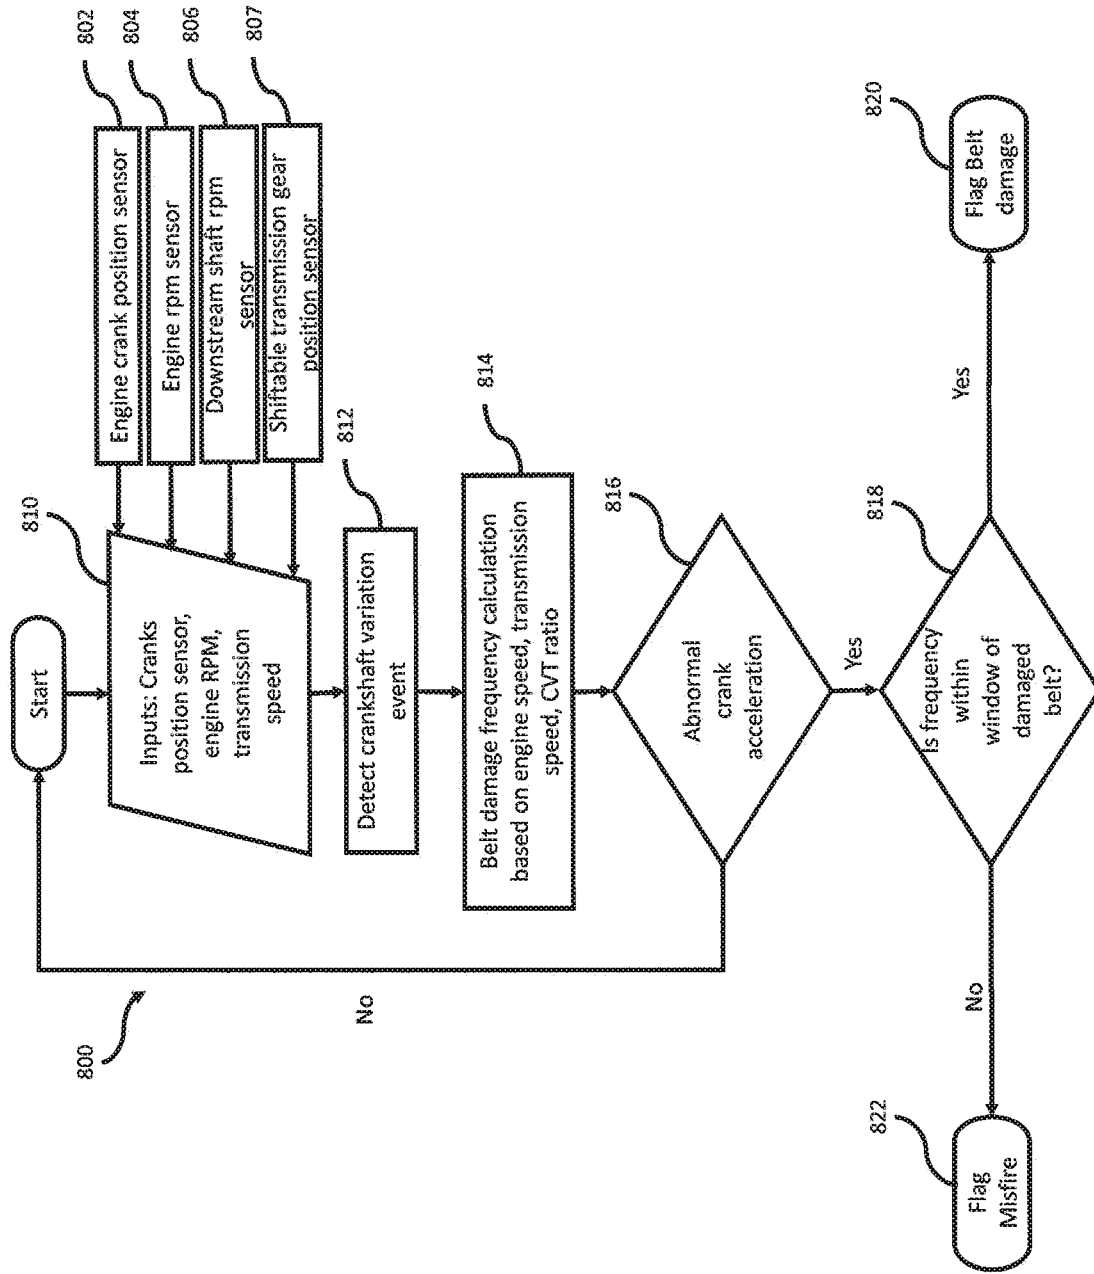 800
Start
810
Inputs: Cranks
position sensor,
engine RPM,
transmission
speed
802
Engine crank position sensor
804
Engine rpm sensor
806
Downstream shaft rpm
sensor
807
Shiftable transmission gear
position sensor
812
Detect crankshaft variation
event
814
Belt damage frequency calculation
based on engine speed, transmission
speed, CVT ratio
816
Abnormal
crank
acceleration
No
Yes
818
Is frequency
within
window of
damaged
belt?
No
Yes
822
Flag
Misfire
820
Flag Belt
damage